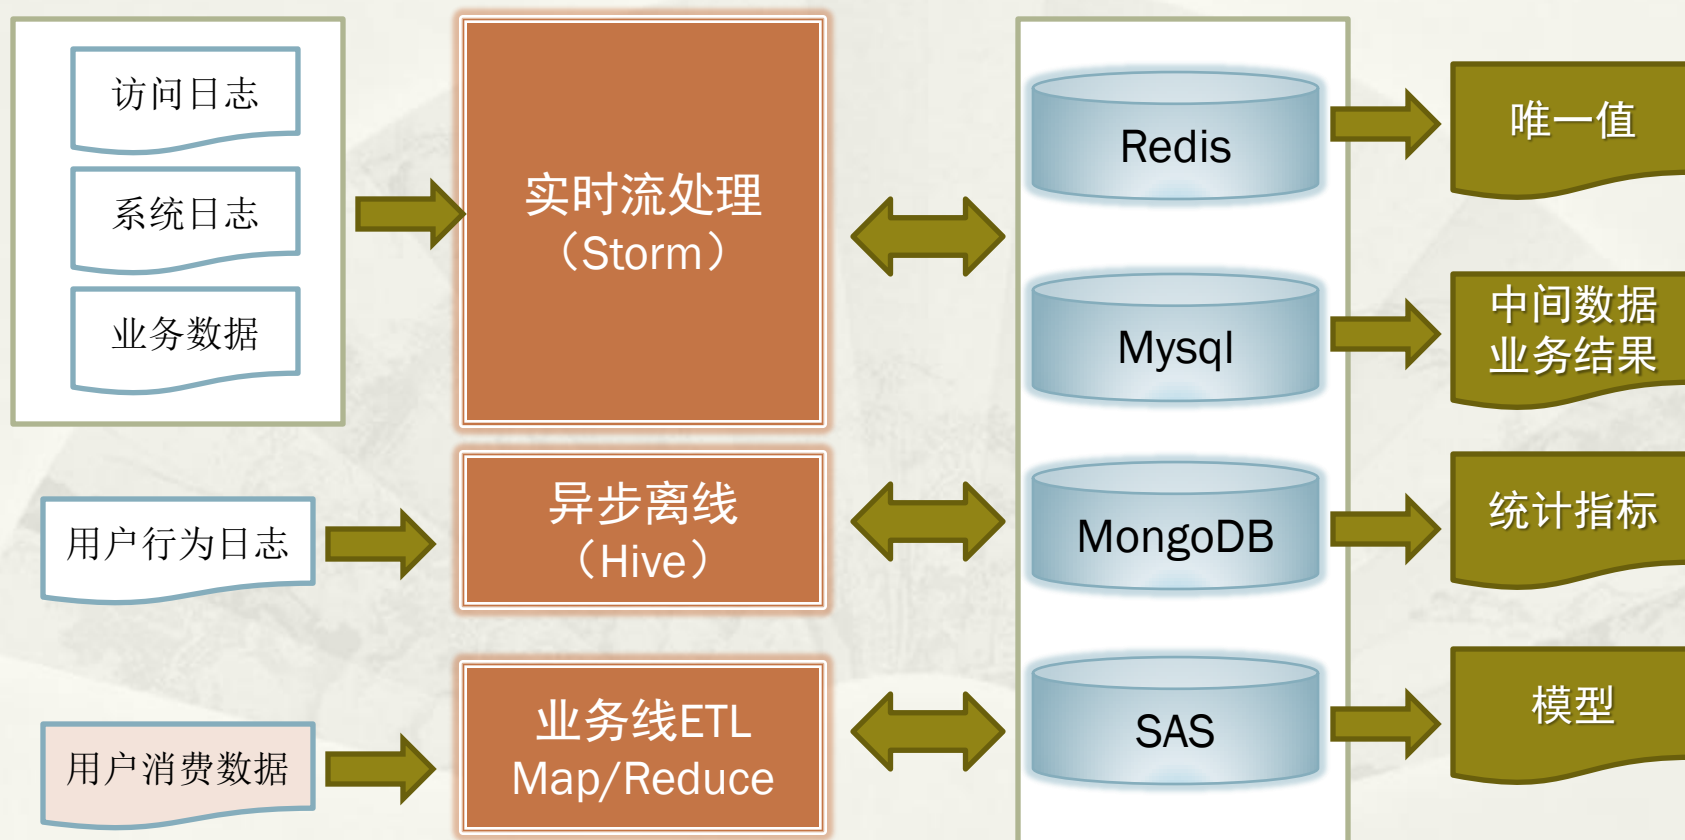 访问日志
系统日志
业务数据
用户行为日志
用户消费数据
实时流处理
（Storm）
异步离线
（Hive）
业务线ETL
Map/Reduce
Redis
Mysql
MongoDB
SAS
唯一值
中间数据
业务结果
统计指标
模型